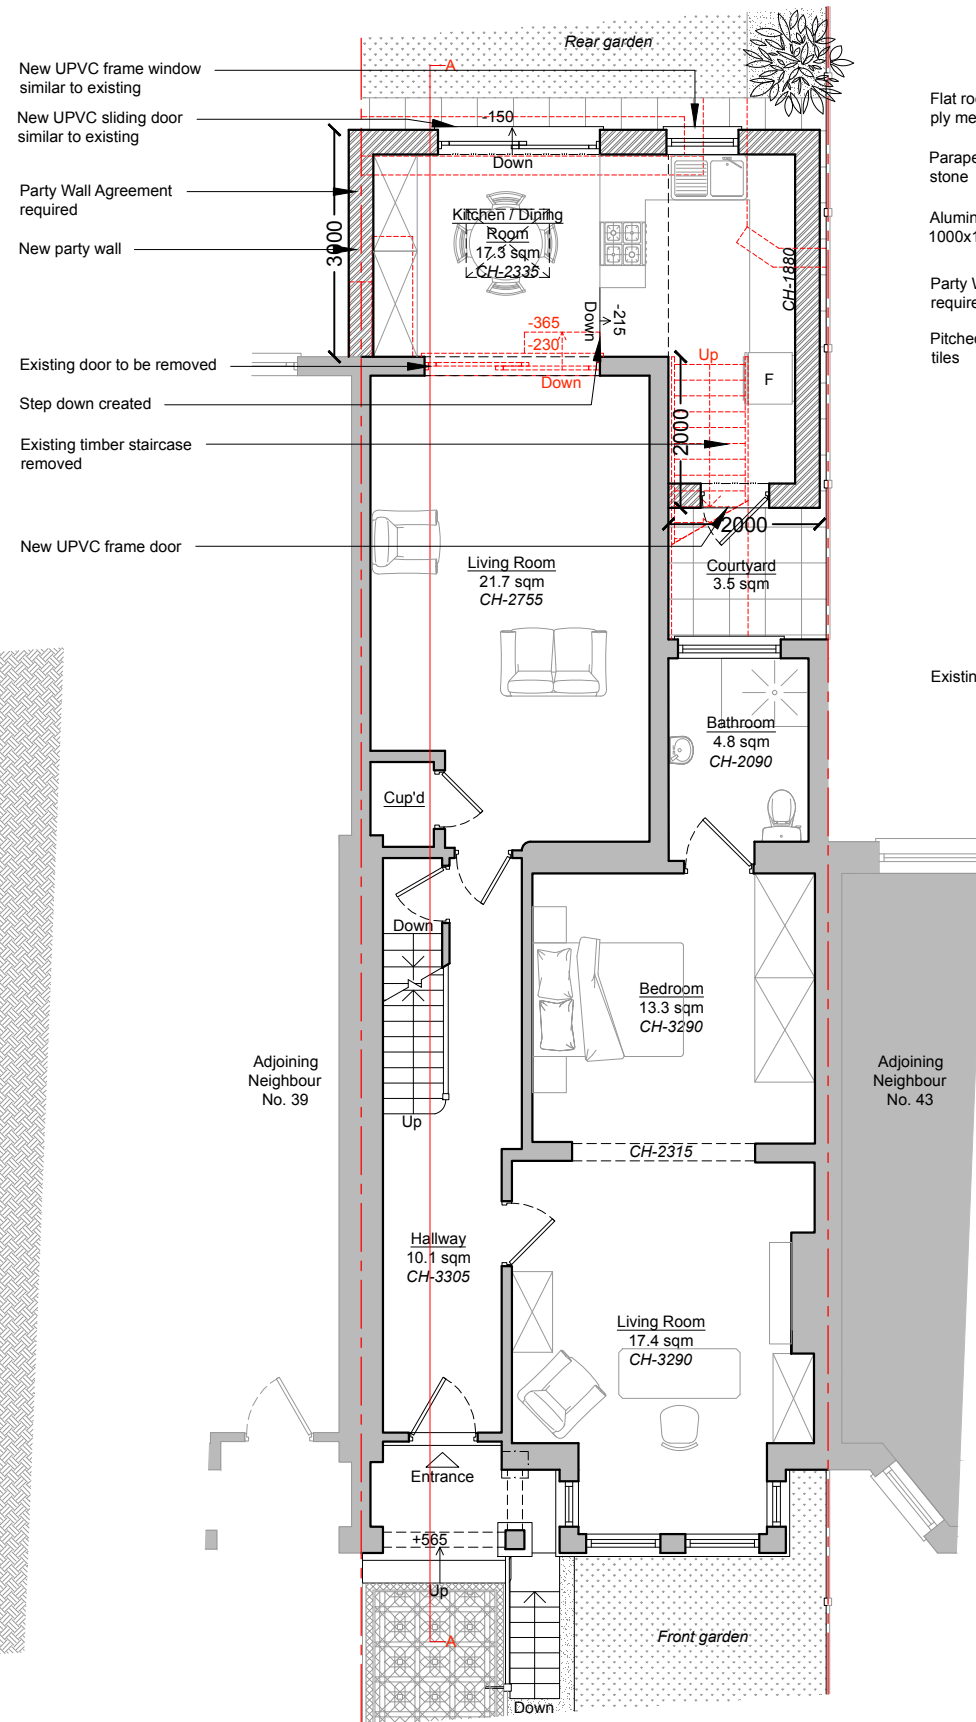 Rear garden
A
New UPVC frame window
similar to existing
New UPVC sliding door
similar to existing
-150
Down
Party Wall Agreement
required
New party wall
3000
Kitchen / Dining
Room
17.3 sqm
CH-2335
CH-1880
-215
Down
-365
-230
Down
Up
F
Existing door to be removed
Step down created
Existing timber staircase
removed
2000
New UPVC frame door
2000
Courtyard
3.5 sqm
Living Room
21.7 sqm
CH-2755
Flat roo
ply me
Parape
stone
Alumin
1000x1
Party W
require
Pitched
tiles
Existin
Bathroom
4.8 sqm
CH-2090
Cup'd
Down
Up
Bedroom
13.3 sqm
CH-3290
CH-2315
Adjoining
Neighbour
No. 39
Adjoining
Neighbour
No. 43
Hallway
10.1 sqm
CH-3305
Living Room
17.4 sqm
CH-3290
Entrance
+565
Up
A
Down
Front garden